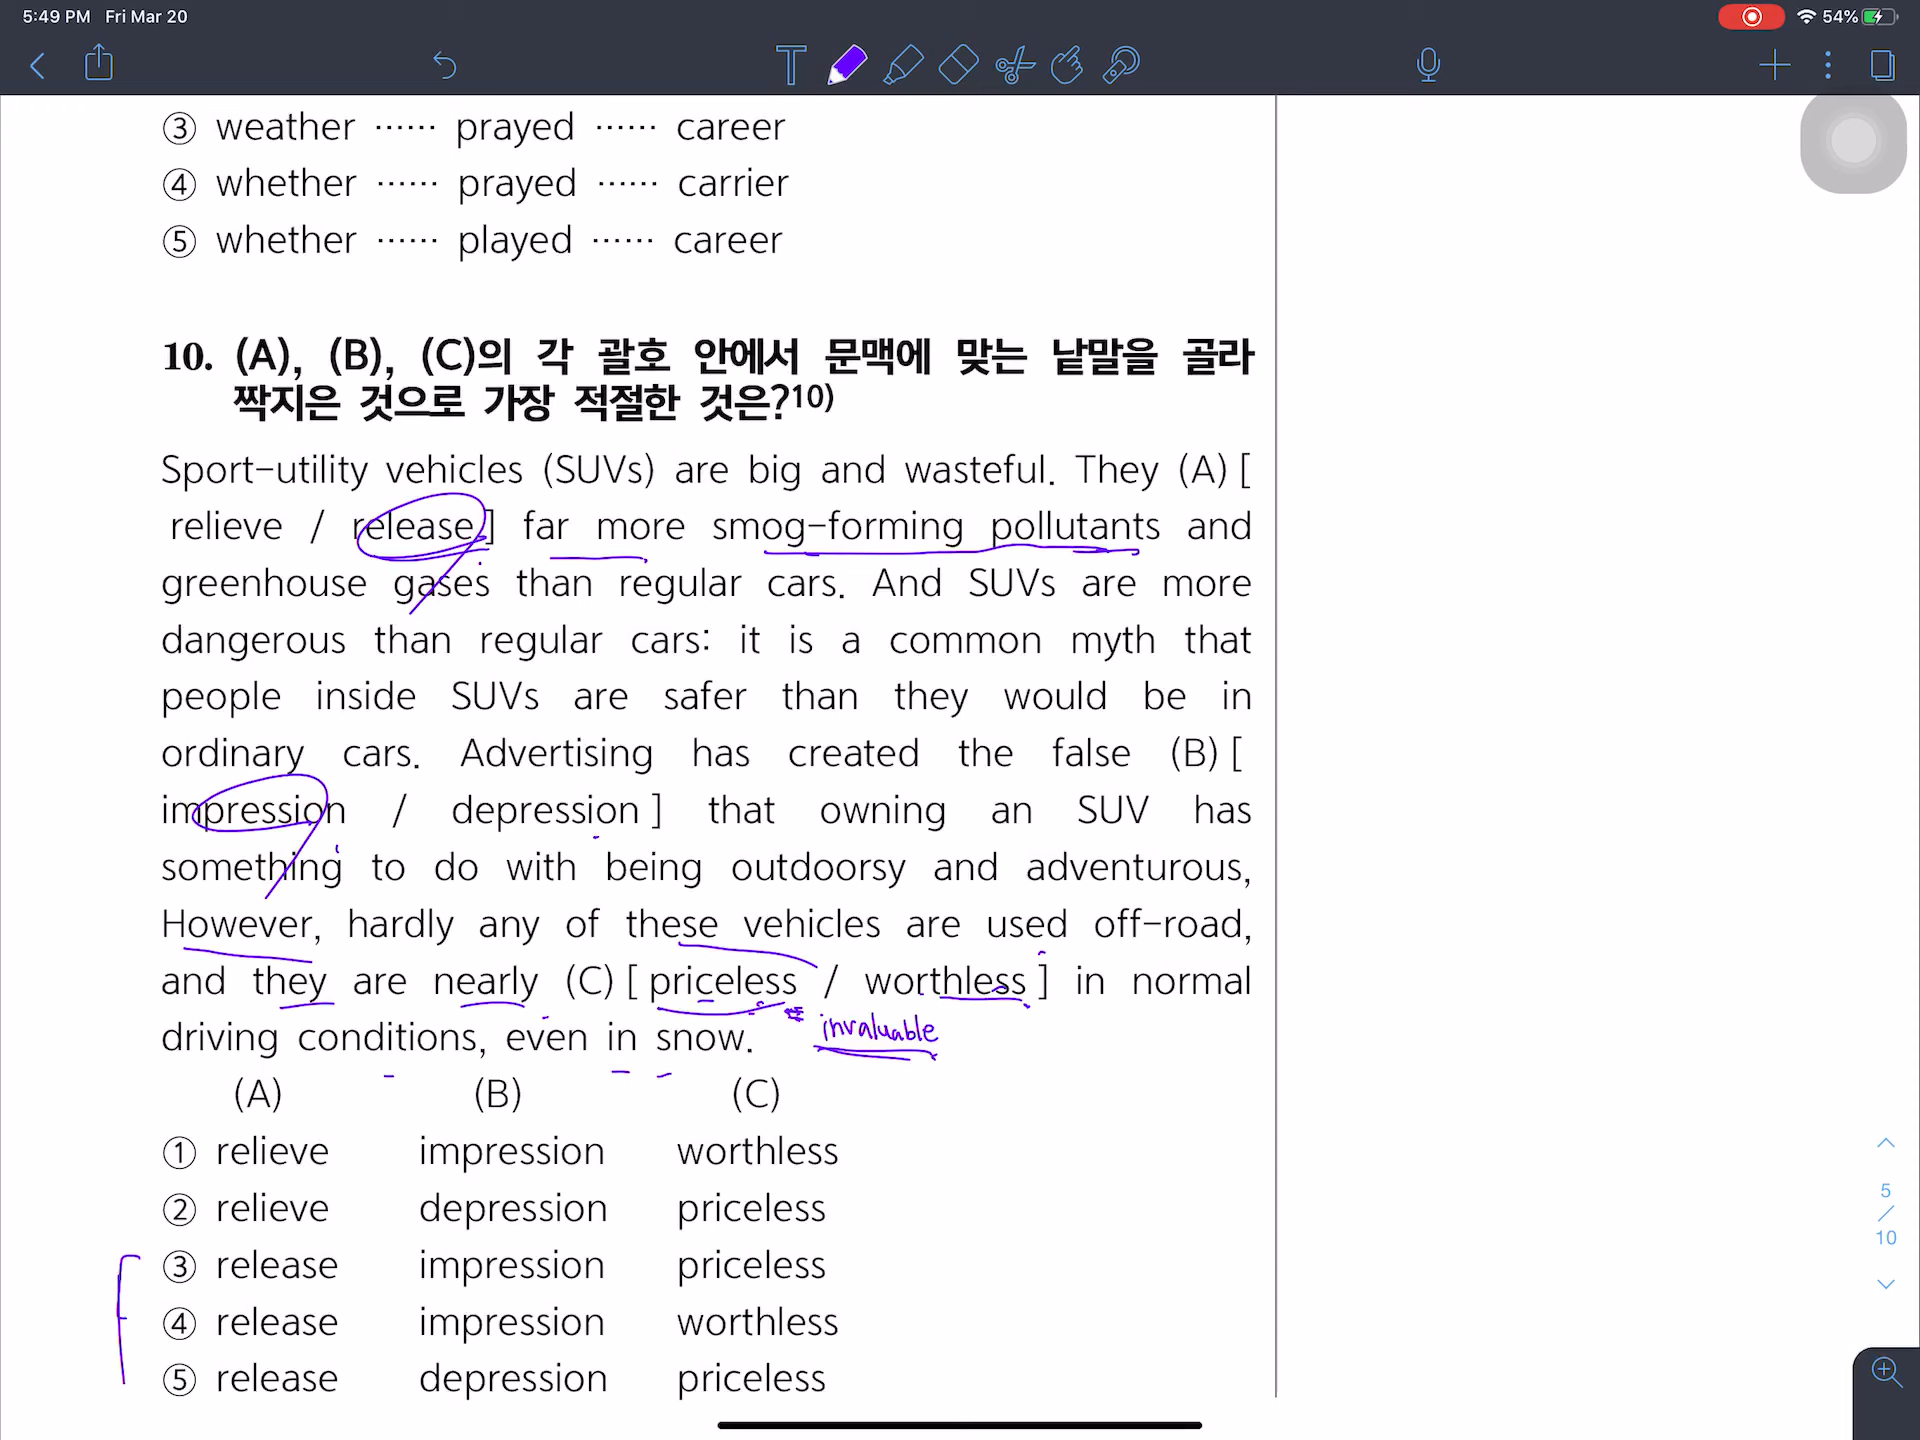 5:49 PM Fri Mar 20
54%
③ weather ······ prayed ······ career
④ whether ······ prayed ······ carrier
⑤ whether ······ played ······ career
10. (A), (B), (C)의 각 괄호 안에서 문맥에 맞는 낱말을 골라
짝지은 것으로 가장 적절한 것은?10)
Sport-utility vehicles (SUVs) are big and wasteful. They (A) [
relieve / release] far more smog-forming pollutants and
greenhouse gases than regular cars. And SUVs are more
dangerous than regular cars: it is a common myth that
people inside SUVs are safer than they would be in
ordinary cars. Advertising has created the false (B) [
impression / depression ] that owning an SUV has
something to do with being outdoorsy and adventurous,
However, hardly any of these vehicles are used off-road,
and they are nearly (C) [ priceless / worthless ] in normal
driving conditions, even in snow.
invaluable
(A) (B) (C)
① relieve impression worthless
② relieve depression priceless
③ release impression priceless
④ release impression worthless
⑤ release depression priceless
5
/
10